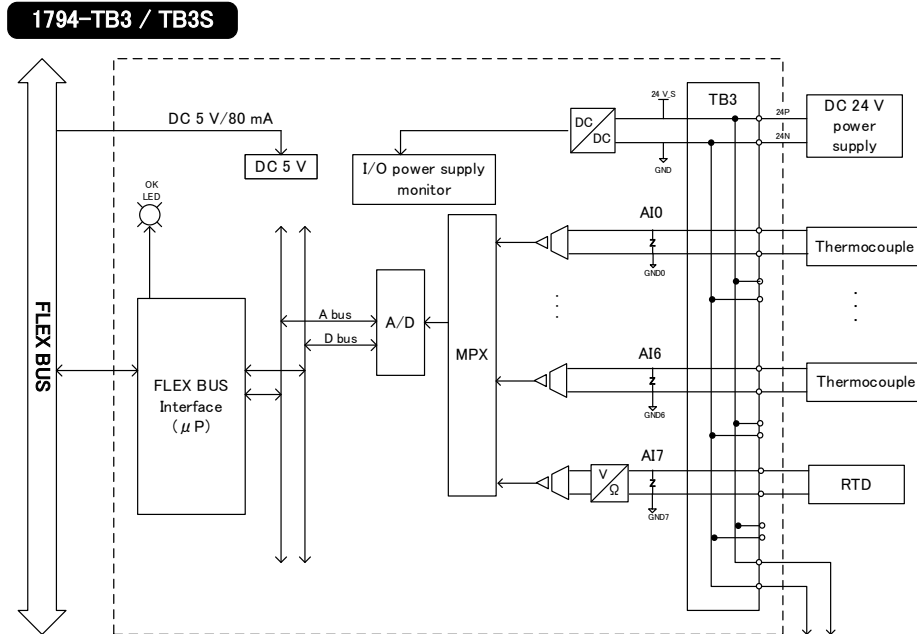 1794-TB3 / TB3S
FLEX BUS
DC 5 V/80 mA
DC 5 V
OK
LED
I/O power supply
monitor
DC
DC
24 V_S
GND
TB3
24P
24N
DC 24 V
power
supply
AI0
GND0
Thermocouple
A bus
D bus
A/D
MPX
FLEX BUS
Interface
(μP)
AI6
GND6
Thermocouple
AI7
V
Ω
GND7
RTD